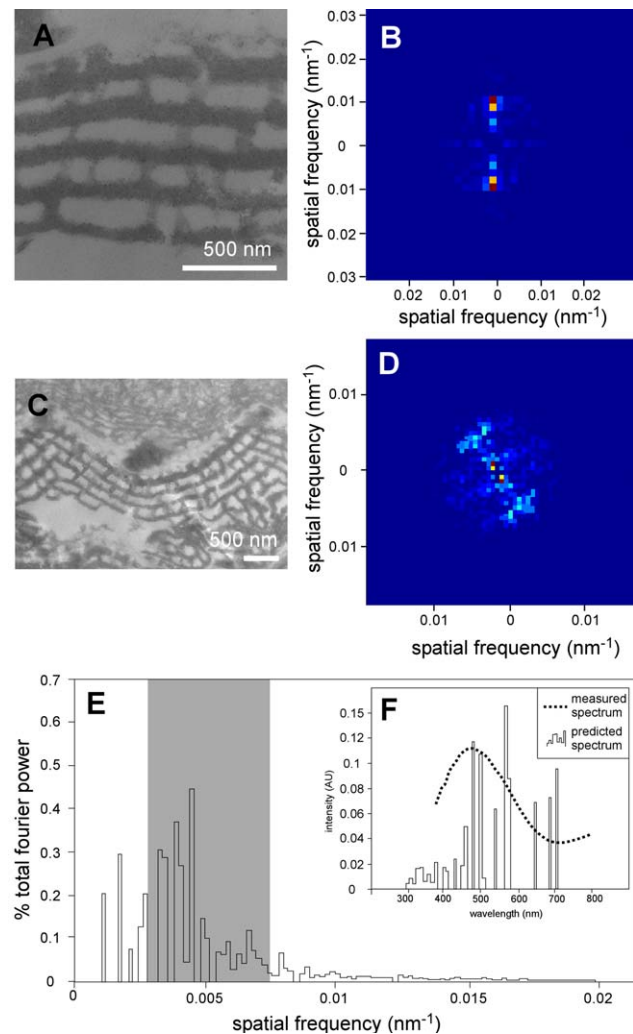 A
500 nm
B
spatial frequency (nm-1)
0.03
0.02
0.01
0
0.01
0.02
0.03
0.02 0.01 0 0.01 0.02
spatial frequency (nm-1)
C
500 nm
D
spatial frequency (nm-1)
0.01
0
0.01
0.01 0 0.01
spatial frequency (nm-1)
E
% total fourier power
0.7
0.6
0.5
0.4
0.3
0.2
0.1
0
0 0.005 0.01 0.015 0.02
spatial frequency (nm-1)
F
measured
spectrum
predicted
spectrum
intensity (AU)
0.15
0.12
0.1
0.08
0.04
0.02
0
300 400 500 600 700 800
wavelength (nm)